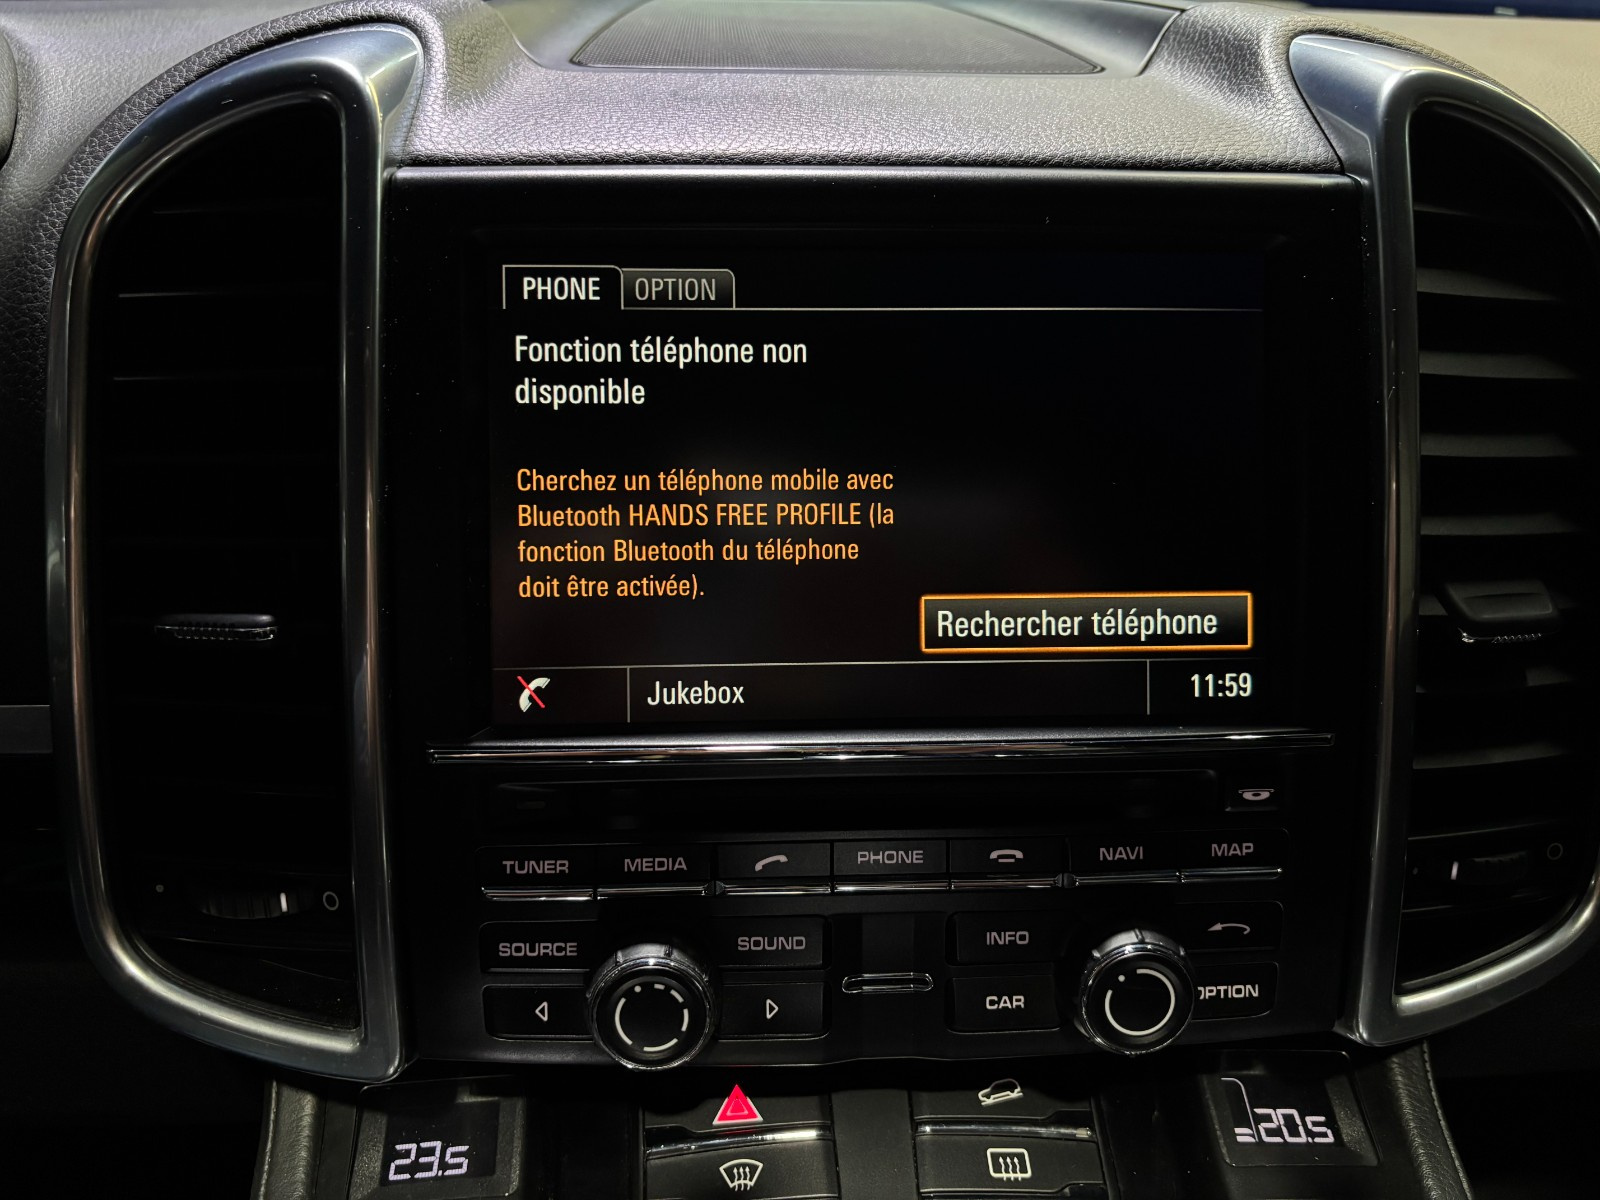 PHONE OPTION
Fonction téléphone non
disponible
Cherchez un téléphone mobile avec
Bluetooth HANDS FREE PROFILE (la
fonction Bluetooth du téléphone
doit être activée).
Rechercher téléphone
Jukebox 11:59
TUNER MEDIA PHONE NAVI MAP
SOURCE SOUND INFO
CAR OPTION
23.5 20.5